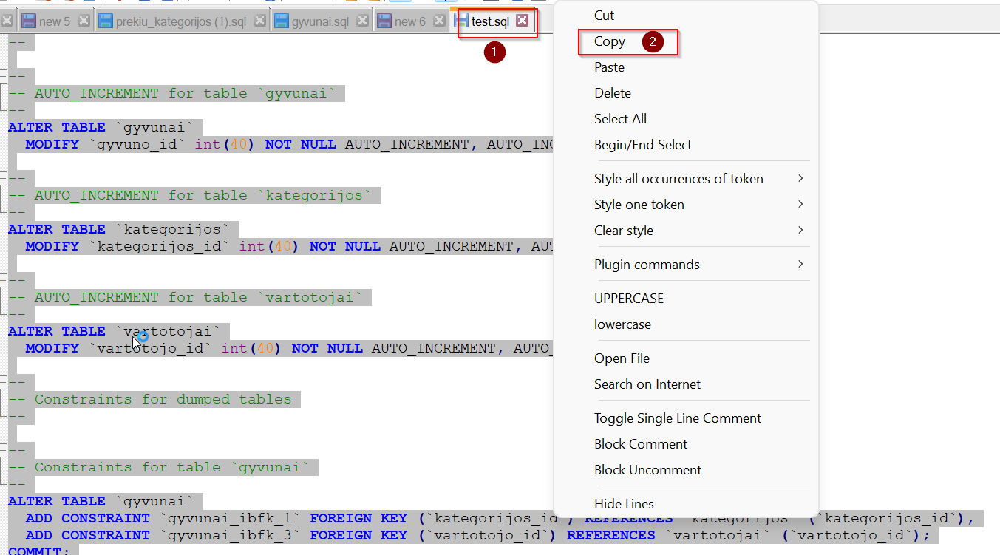 new 5 prekiu_kategorijos (1).sql gyvunai.sql new 6 test.sql
1
--
--
-- AUTO_INCREMENT for table `gyvunai`
--
ALTER TABLE `gyvunai`
MODIFY `gyvuno_id` int(40) NOT NULL AUTO_INCREMENT,
--
-- AUTO_INCREMENT for table `kategorijos`
--
ALTER TABLE `kategorijos`
MODIFY `kategorijos_id` int(40) NOT NULL AUTO_INCREMENT,
--
-- AUTO_INCREMENT for table `vartotojai`
--
ALTER TABLE `vartotojai`
MODIFY `vartotojo_id` int(40) NOT NULL AUTO_INCREMENT,
--
-- Constraints for dumped tables
--
--
-- Constraints for table `gyvunai`
--
ALTER TABLE `gyvunai`
ADD CONSTRAINT `gyvunai_ibfk_1` FOREIGN KEY (`kategorijos_id`) REFERENCES `kategorijos` (`kategorijos_id`),
ADD CONSTRAINT `gyvunai_ibfk_3` FOREIGN KEY (`vartotojo_id`) REFERENCES `vartotojai` (`vartotojo_id`);
COMMIT;
Cut
Copy 2
Paste
Delete
Select All
Begin/End Select
Style all occurrences of token
Style one token
Clear style
Plugin commands
UPPERCASE
lowercase
Open File
Search on Internet
Toggle Single Line Comment
Block Comment
Block Uncomment
Hide Lines